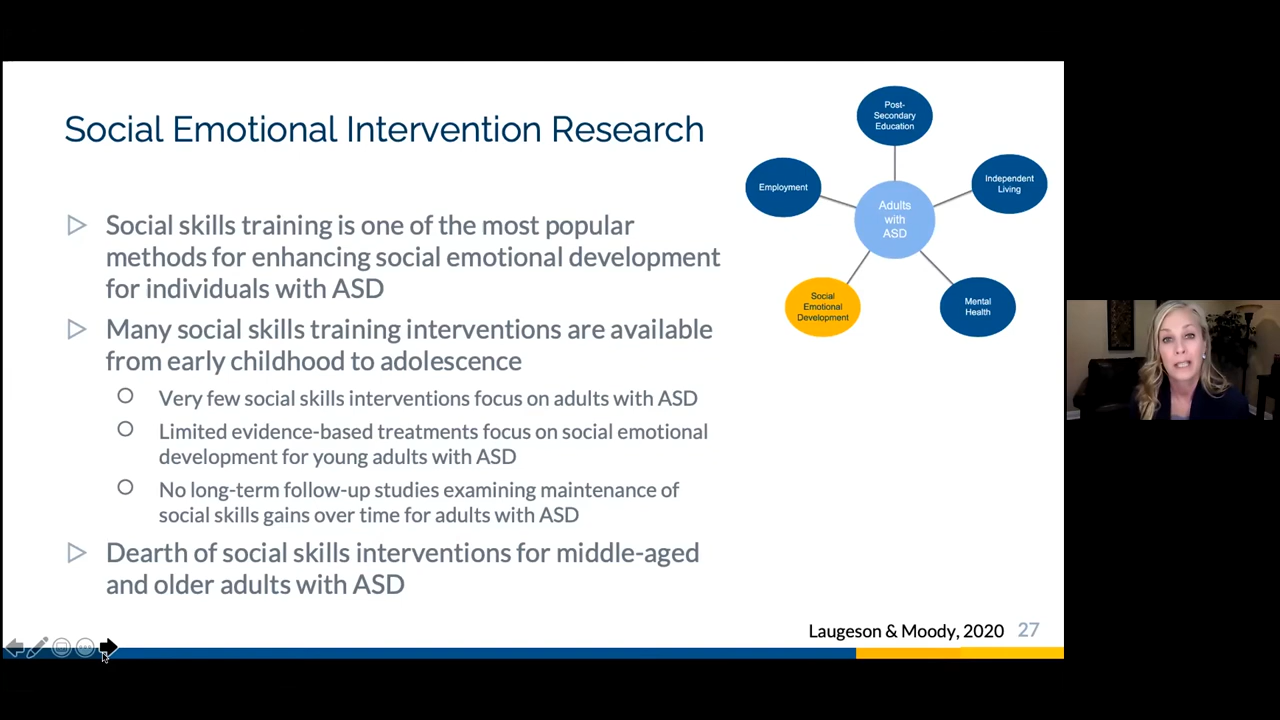 Social Emotional Intervention Research
Social skills training is one of the most popular
methods for enhancing social emotional development
for individuals with ASD
Many social skills training interventions are available
from early childhood to adolescence
Very few social skills interventions focus on adults with ASD
Limited evidence-based treatments focus on social emotional
development for young adults with ASD
No long-term follow-up studies examining maintenance of
social skills gains over time for adults with ASD
Dearth of social skills interventions for middle-aged
and older adults with ASD
Post-
Secondary
Education
Employment
Independent
Living
Adults
with
ASD
Social
Emotional
Development
Mental
Health
Laugeson & Moody, 2020
27